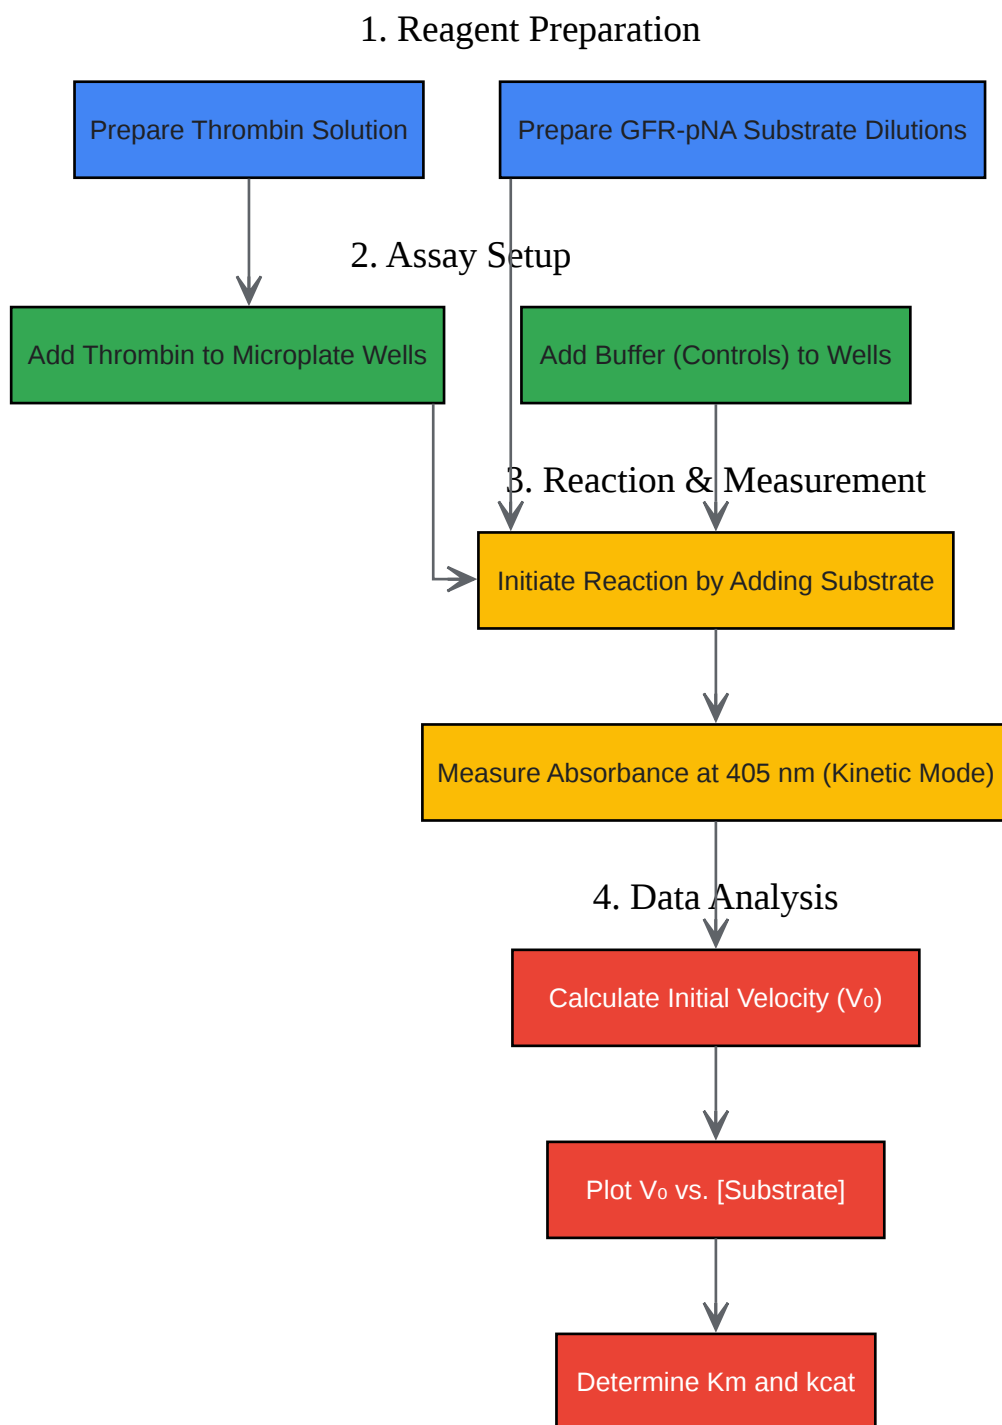 1. Reagent Preparation
Prepare Thrombin Solution
Prepare GFR-pNA Substrate Dilutions
2. Assay Setup
Add Thrombin to Microplate Wells
Add Buffer (Controls) to Wells
3. Reaction & Measurement
Initiate Reaction by Adding Substrate
Measure Absorbance at 405 nm (Kinetic Mode)
4. Data Analysis
Calculate Initial Velocity (V₀)
Plot V₀ vs. [Substrate]
Determine Km and kcat